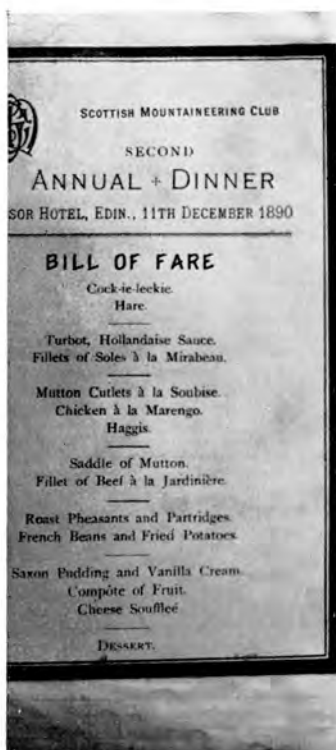 SCOTTISH MOUNTAINEERING CLUB
SECOND
ANNUAL + DINNER
SOR HOTEL, EDIN., 11TH DECEMBER 1890
BILL OF FARE
Cock-ie-leekie.
Hare.
Turbot, Hollandaise Sauce.
Fillets of Soles à la Mirabeau.
Mutton Cutlets à la Soubise.
Chicken à la Marengo.
Haggis.
Saddle of Mutton.
Fillet of Beef à la Jardinière.
Roast Pheasants and Partridges.
French Beans and Fried Potatoes.
Saxon Pudding and Vanilla Cream.
Compôte of Fruit.
Cheese Souffleé
DESSERT.